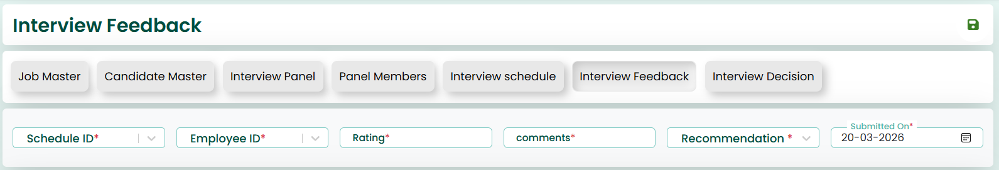 Interview Feedback
Job Master Candidate Master Interview Panel Panel Members Interview schedule Interview Feedback Interview Decision
Submitted On*
Schedule ID* Employee ID* Rating* comments* Recommendation * 20-03-2026